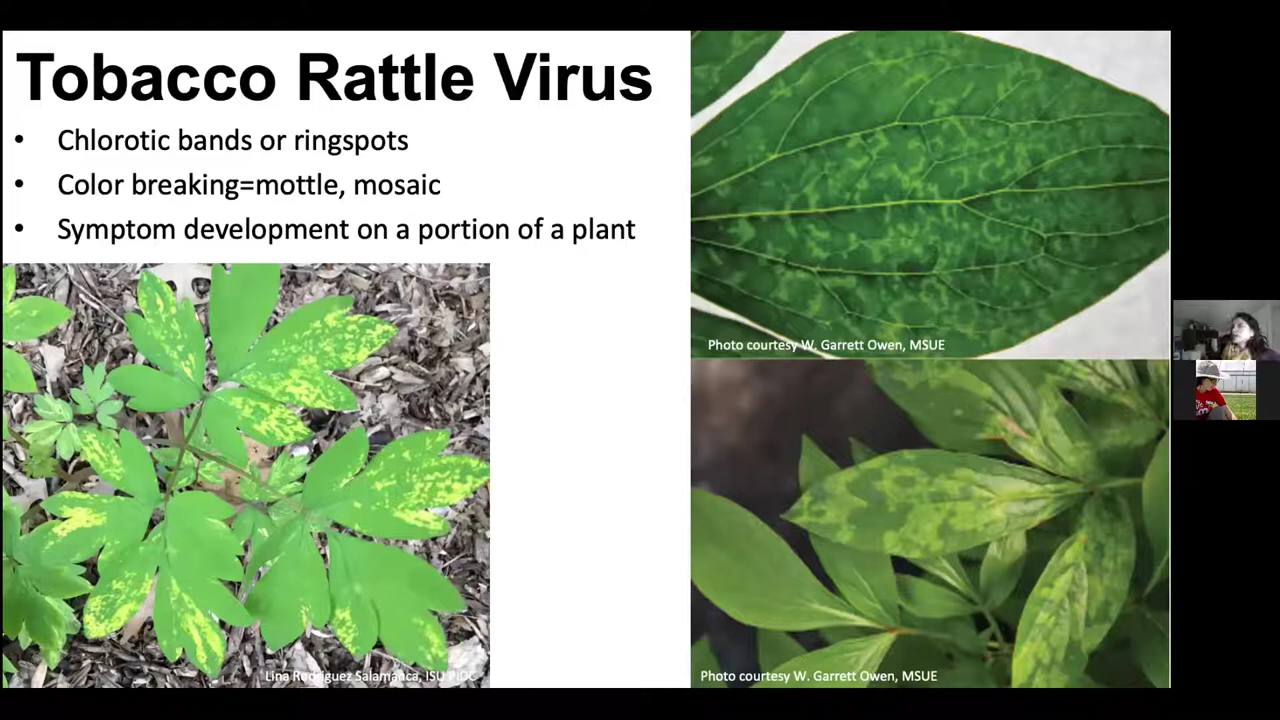 Tobacco Rattle Virus
• Chlorotic bands or ringspots
• Color breaking=mottle, mosaic
• Symptom development on a portion of a plant
Photo courtesy W. Garrett Owen, MSUE
Lina Rodriguez Salamanca, ISU PIDC
Photo courtesy W. Garrett Owen, MSUE